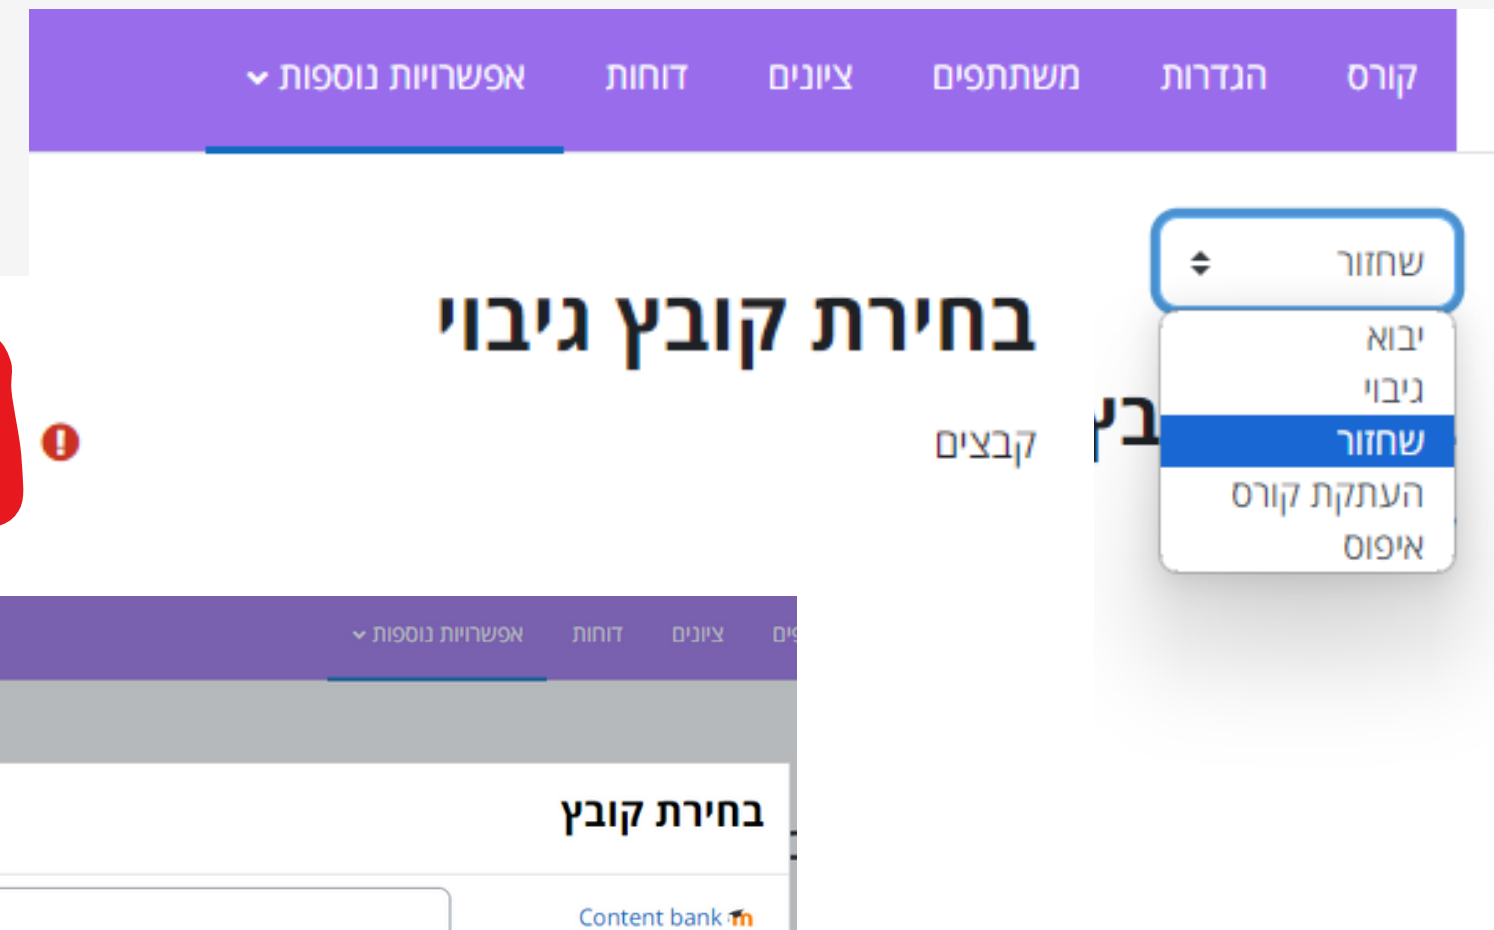 קורס הגדרות משתתפים ציונים דוחות אפשרויות נוספות
שחזור
יבוא
גיבוי
שחזור
העתקת קורס
איפוס
בחירת קובץ גיבוי
קבצים
ציונים דוחות אפשרויות נוספות
בחירת קובץ
Content bank